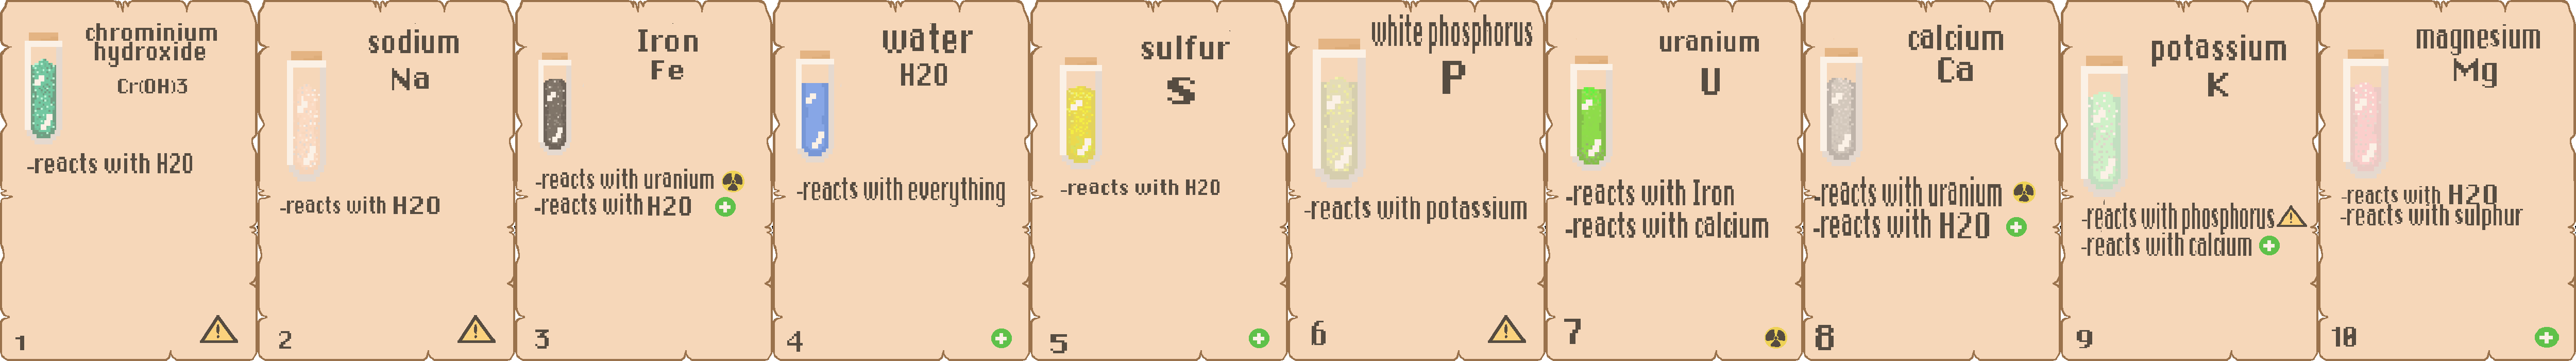 chrominium
hydroxide
Cr(OH)3
-reacts with H2O
1
sodium
Na
-reacts with H2O
2
Iron
Fe
-reacts with uranium
-reacts with H2O
3
water
H2O
-reacts with everything
4
sulfur
S
-reacts with H2O
5
white phosphorus
P
-reacts with potassium
6
uranium
U
-reacts with Iron
-reacts with calcium
7
calcium
Ca
-reacts with uranium
-reacts with H2O
8
potassium
K
-reacts with phosphorus
-reacts with calcium
9
magnesium
Mg
-reacts with H2O
-reacts with sulphur
10